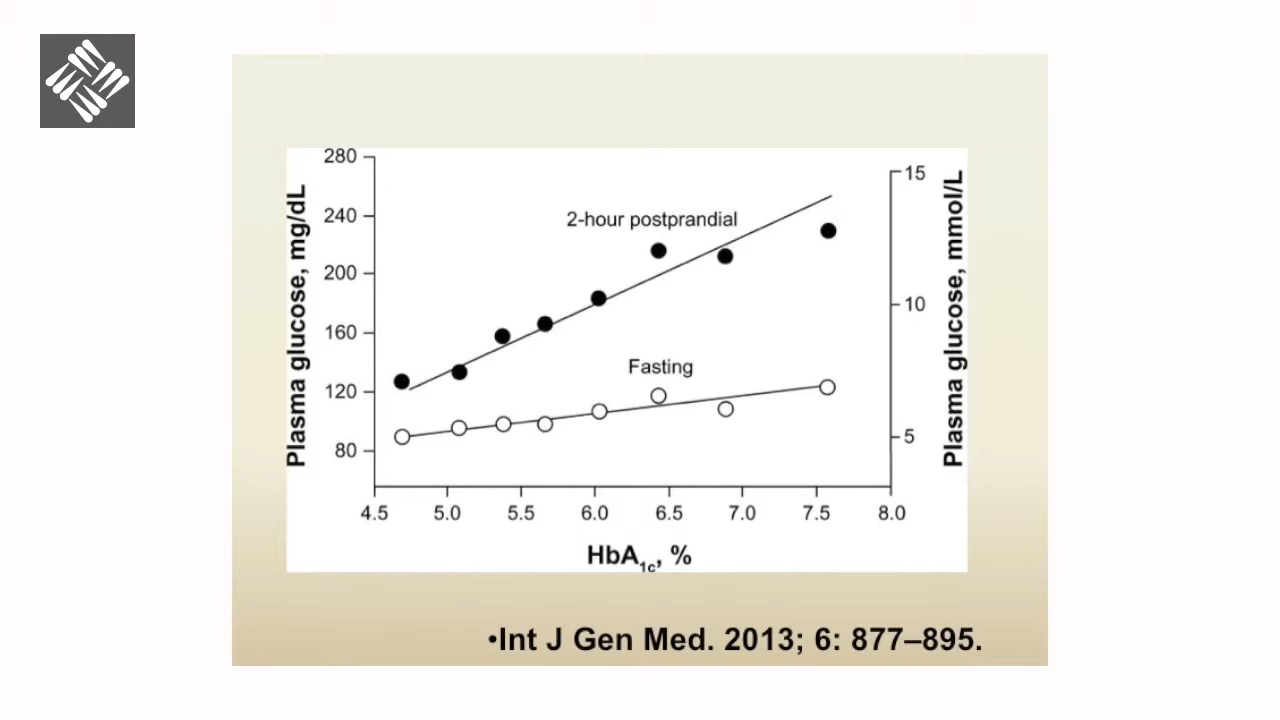 280
240
200
160
120
80
Plasma glucose, mg/dL
2-hour postprandial
Fasting
15
10
5
Plasma glucose, mmol/L
4.5 5.0 5.5 6.0 6.5 7.0 7.5 8.0
HbA1c, %
•Int J Gen Med. 2013; 6: 877–895.